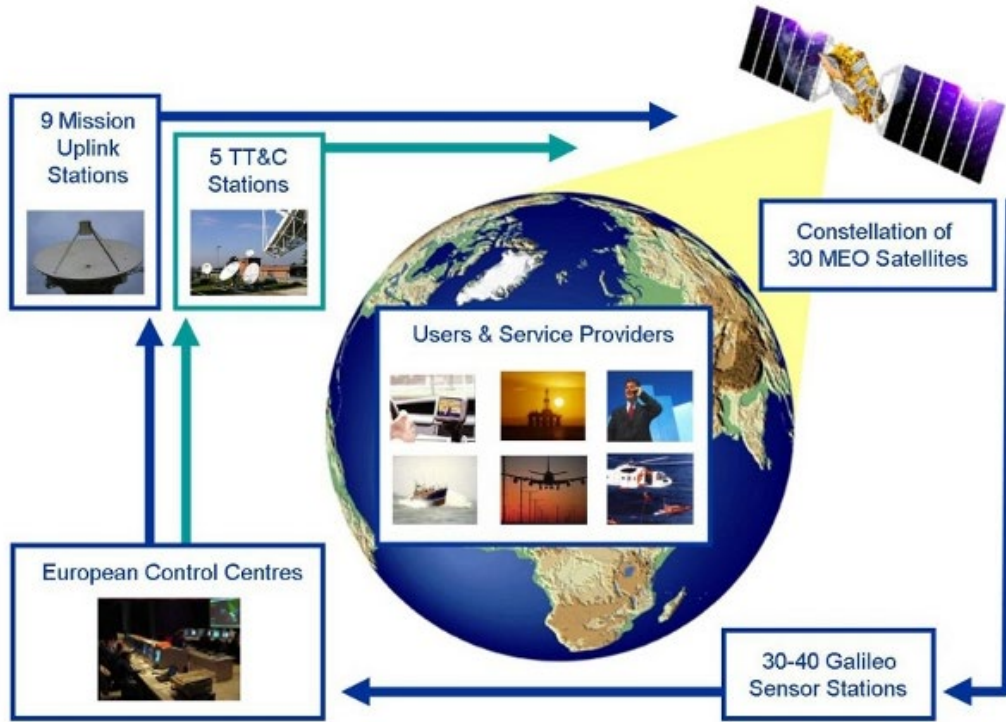 9 Mission
Uplink
Stations
5 TT&C
Stations
Constellation of
30 MEO Satellites
Users & Service Providers
European Control Centres
30-40 Galileo
Sensor Stations